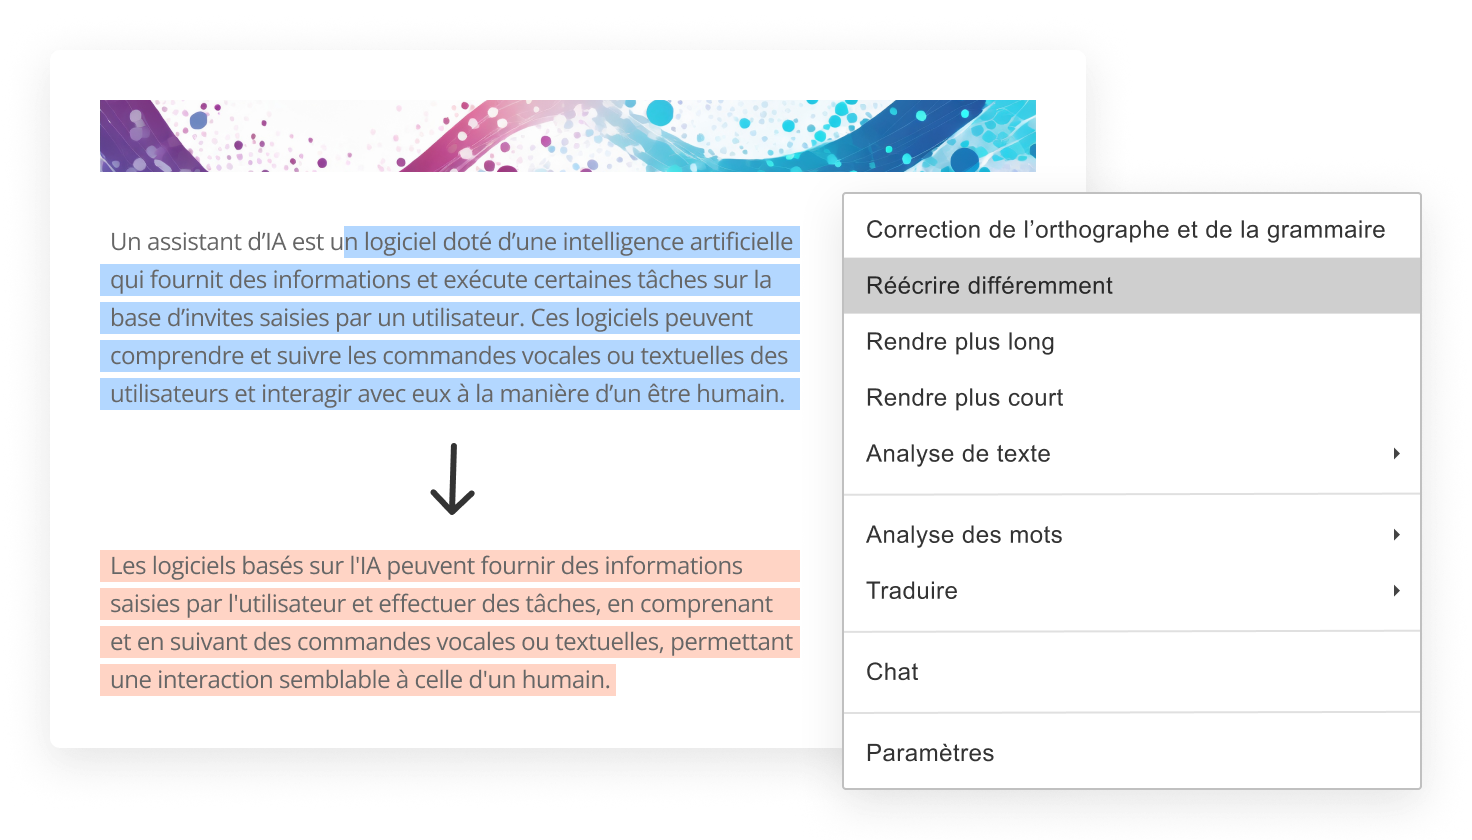 Un assistant d’IA est un logiciel doté d’une intelligence artificielle
qui fournit des informations et exécute certaines tâches sur la
base d’invites saisies par un utilisateur. Ces logiciels peuvent
comprendre et suivre les commandes vocales ou textuelles des
utilisateurs et interagir avec eux à la manière d’un être humain.
Les logiciels basés sur l'IA peuvent fournir des informations
saisies par l'utilisateur et effectuer des tâches, en comprenant
et en suivant des commandes vocales ou textuelles, permettant
une interaction semblable à celle d'un humain.
Correction de l’orthographe et de la grammaire
Réécrire différemment
Rendre plus long
Rendre plus court
Analyse de texte
Analyse des mots
Traduire
Chat
Paramètres